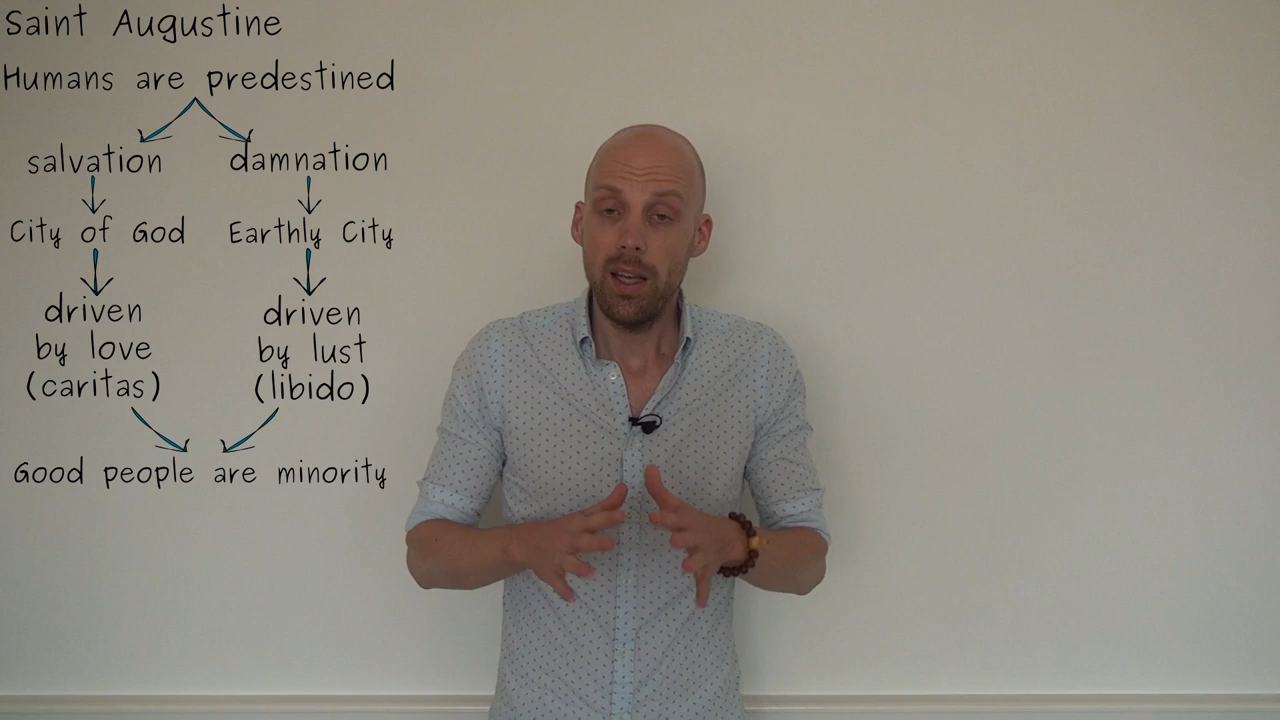 Saint Augustine
Humans are predestined
salvation
damnation
City of God
Earthly City
driven
by love
(caritas)
driven
by lust
(libido)
Good people are minority